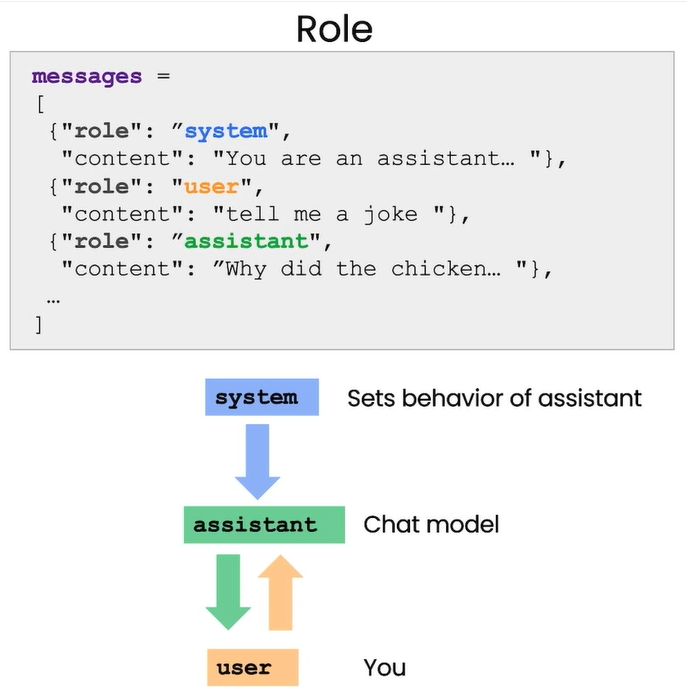 Role
messages =
[
{"role": ”system",
"content": "You are an assistant… "},
{"role": "user",
"content": "tell me a joke "},
{"role": ”assistant",
"content": ”Why did the chicken… "},
…
]
system Sets behavior of assistant
assistant Chat model
user You